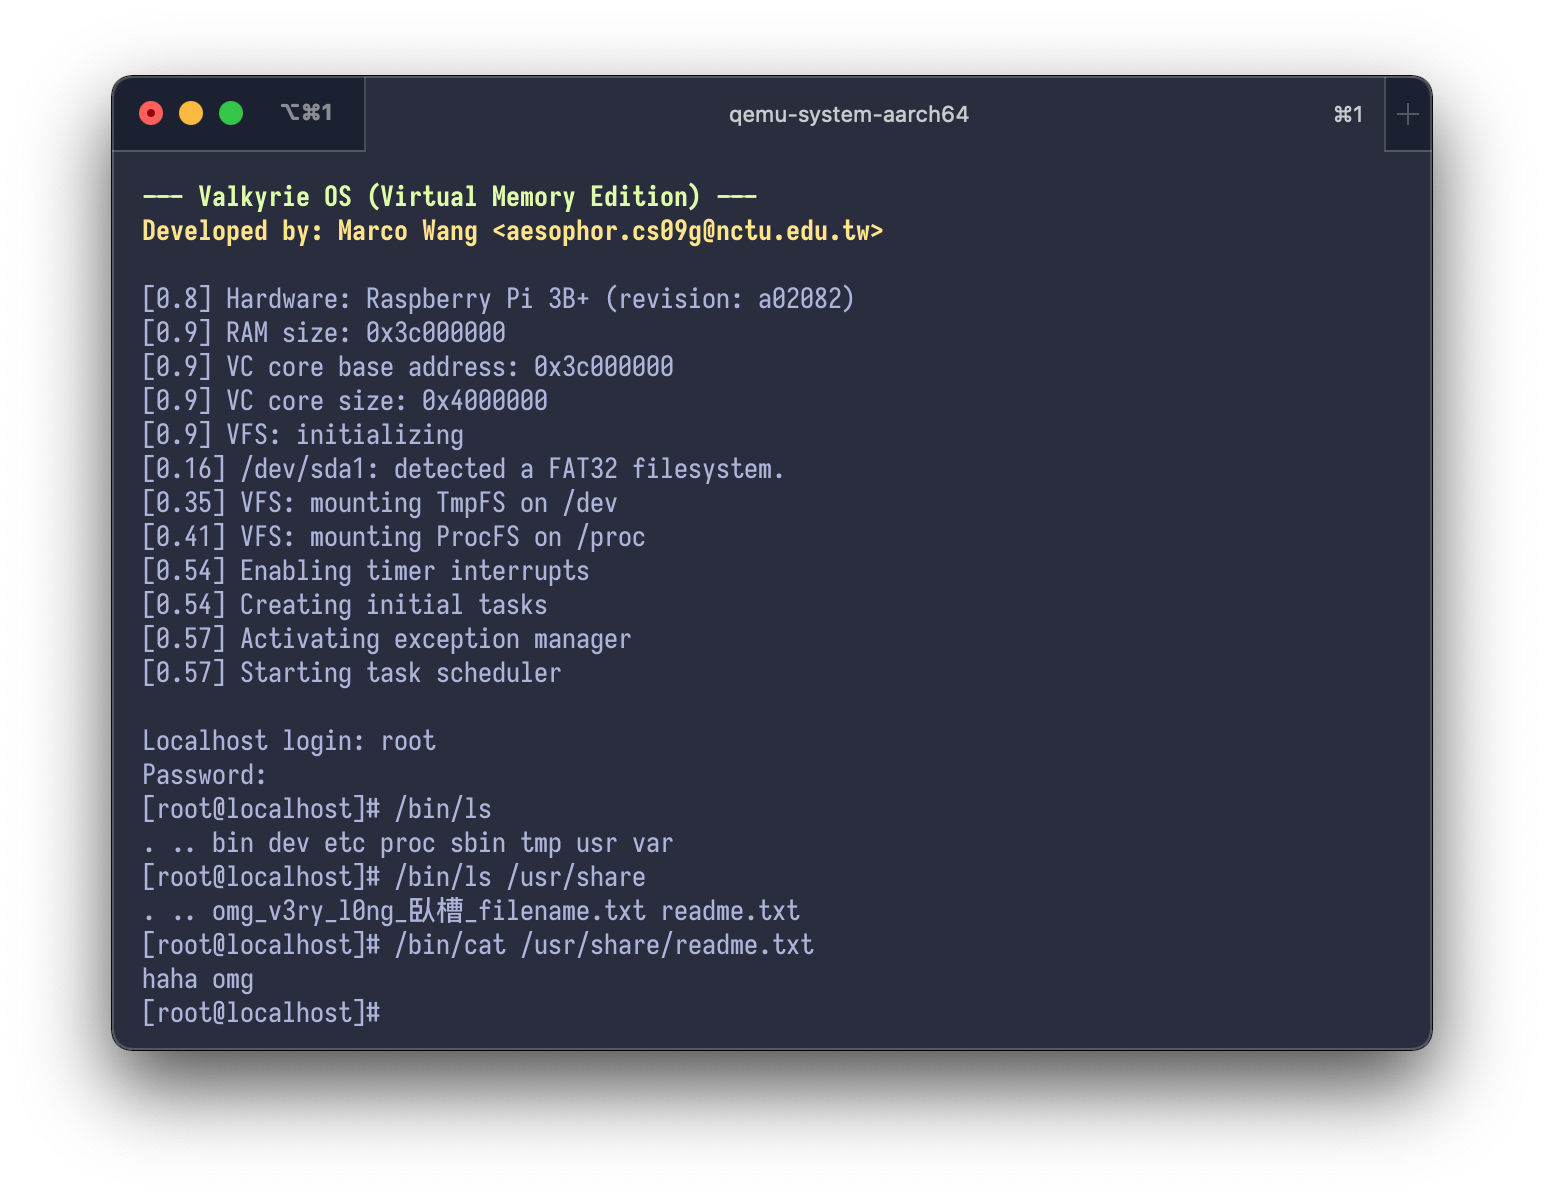 ⌥⌘1 qemu-system-aarch64 ⌘1 +
--- Valkyrie OS (Virtual Memory Edition) ---
Developed by: Marco Wang <aesophor.cs09g@nctu.edu.tw>
[0.8] Hardware: Raspberry Pi 3B+ (revision: a02082)
[0.9] RAM size: 0x3c000000
[0.9] VC core base address: 0x3c000000
[0.9] VC core size: 0x4000000
[0.9] VFS: initializing
[0.16] /dev/sda1: detected a FAT32 filesystem.
[0.35] VFS: mounting TmpFS on /dev
[0.41] VFS: mounting ProcFS on /proc
[0.54] Enabling timer interrupts
[0.54] Creating initial tasks
[0.57] Activating exception manager
[0.57] Starting task scheduler
Localhost login: root
Password:
[root@localhost]# /bin/ls
. .. bin dev etc proc sbin tmp usr var
[root@localhost]# /bin/ls /usr/share
. .. omg_v3ry_l0ng_臥槽_filename.txt readme.txt
[root@localhost]# /bin/cat /usr/share/readme.txt
haha omg
[root@localhost]#